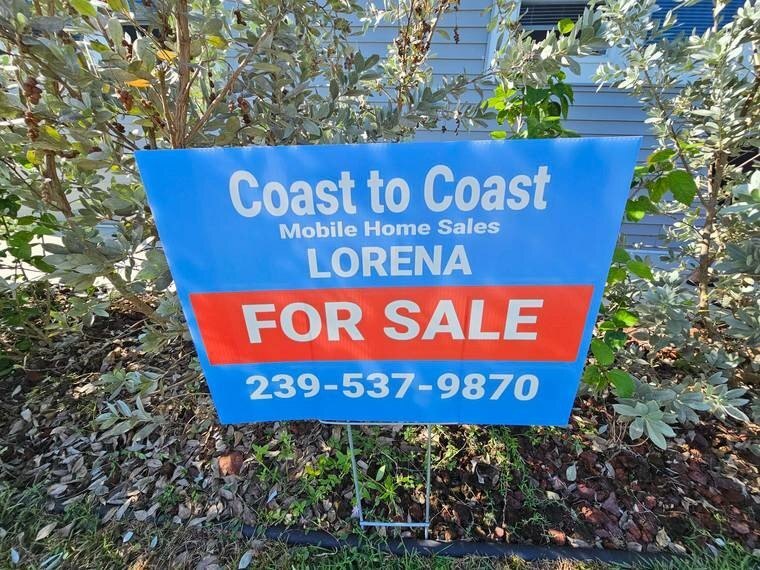 Coast to Coast
Mobile Home Sales
LORENA
FOR SALE
239-537-9870